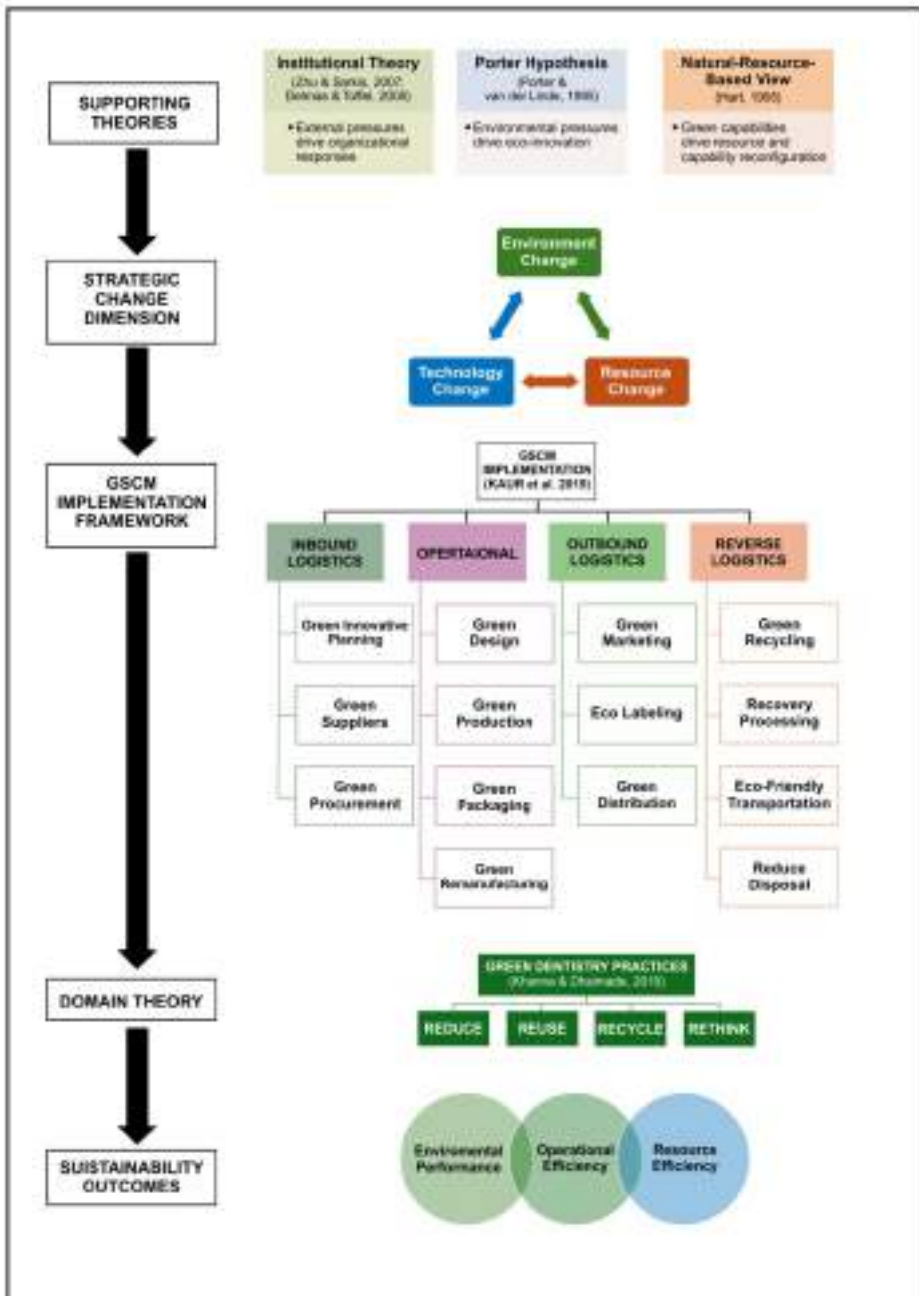 SUPPORTING
THEORIES
Institutional Theory
(Zhu & Sarkis, 2007;
Delmas & Toffel, 2008)
• External pressures
drive organizational
responses
Porter Hypothesis
(Porter &
van der Linde, 1995)
• Environmental pressures
drive eco-innovation
Natural-Resource-
Based View
(Hart, 1995)
• Green capabilities
drive resource and
capability reconfiguration
STRATEGIC
CHANGE
DIMENSION
Environment
Change
Technology
Change
Resource
Change
GSCM
IMPLEMENTATION
FRAMEWORK
GSCM
IMPLEMENTATION
(KAUR et al.
INBOUND
LOGISTICS
OPERTAIONAL
OUTBOUND
LOGISTICS
REVERSE
LOGISTICS
Green Innovative
Planning
Green
Suppliers
Green
Procurement
Green
Design
Green
Production
Green
Packaging
Green
Remanufacturing
Green
Marketing
Eco Labeling
Green
Distribution
Green
Recycling
Recovery
Processing
Eco-Friendly
Transportation
Reduce
Disposal
DOMAIN THEORY
GREEN DENTISTRY PRACTICES
(Khanna &
REDUCE
REUSE
RECYCLE
RETHINK
SUISTAINABILITY
OUTCOMES
Enviromental
Performance
Operational
Efficiency
Resource
Efficiency